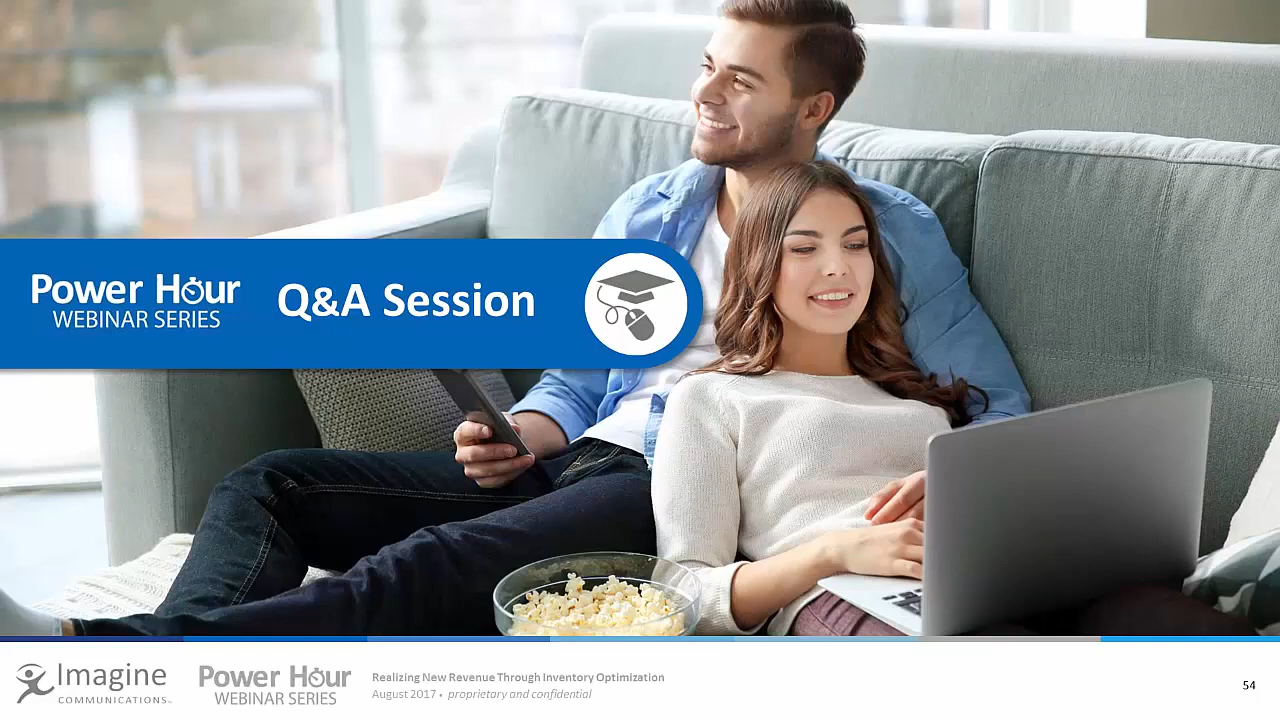 Power Hour
WEBINAR SERIES
Q&A Session
Imagine
COMMUNICATIONS
Power Hour
WEBINAR SERIES
Realizing New Revenue Through Inventory Optimization
August 2017 • proprietary and confidential
54